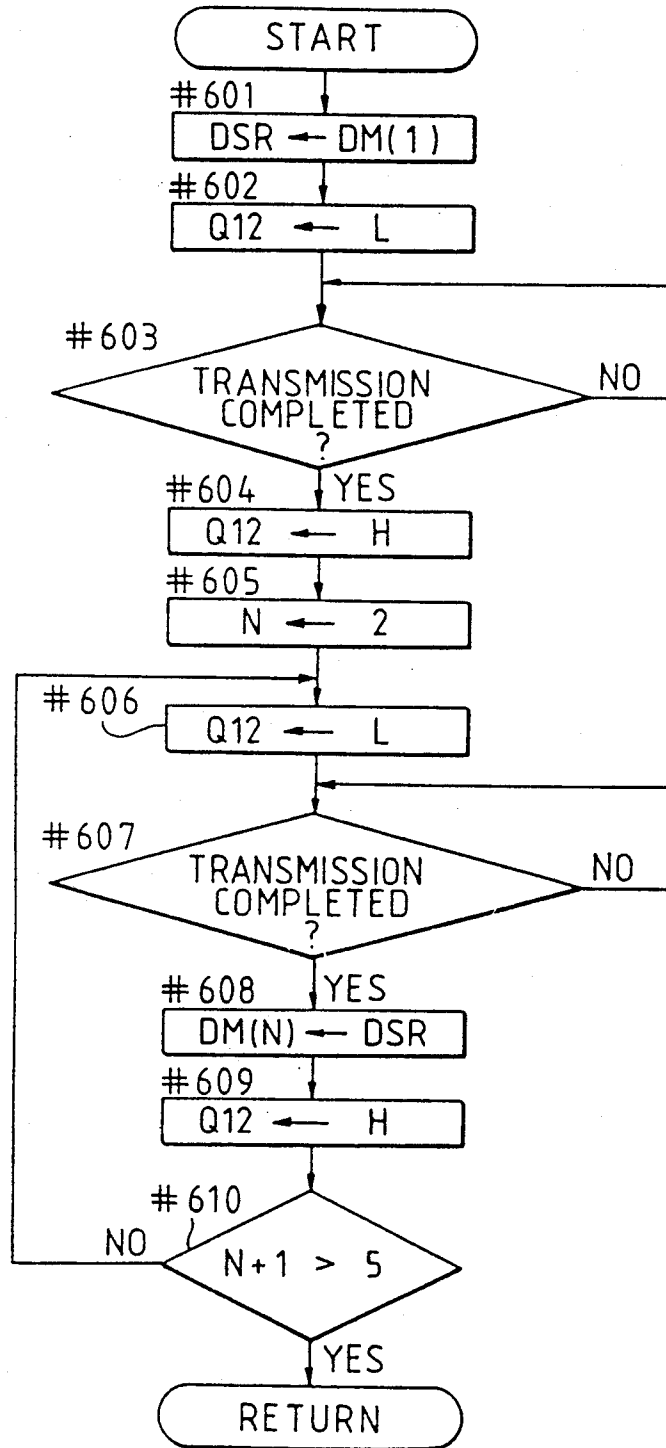 START
#601
DSR ← DM(1)
#602
Q12 ← L
#603
TRANSMISSION
COMPLETED
?
NO
YES
#604
Q12 ← H
#605
N ← 2
#606
Q12 ← L
#607
TRANSMISSION
COMPLETED
?
NO
YES
#608
DM(N) ← DSR
#609
Q12 ← H
#610
NO
N+1 > 5
YES
RETURN